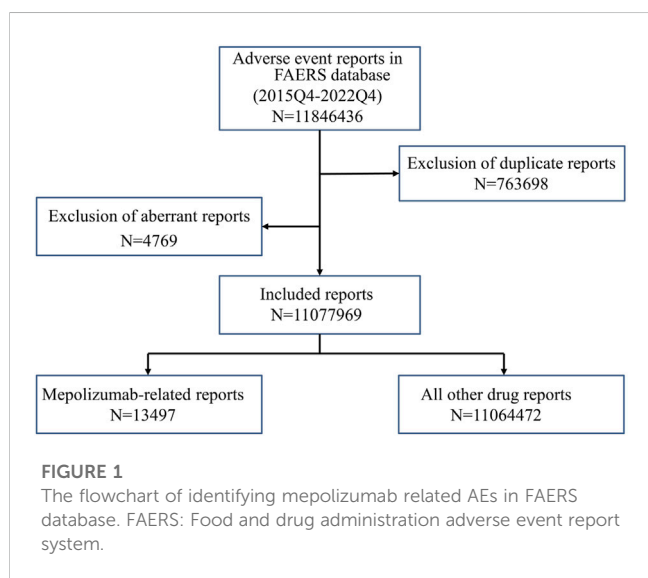 Adverse event reports in
FAERS database
(2015Q4-2022Q4)
N=11846436
Exclusion of duplicate reports
N=763698
Exclusion of aberrant reports
N=4769
Included reports
N=11077969
Mepolizumab-related reports
N=13497
All other drug reports
N=11064472
FIGURE 1
The flowchart of identifying mepolizumab related AEs in FAERS
database. FAERS: Food and drug administration adverse event report
system.